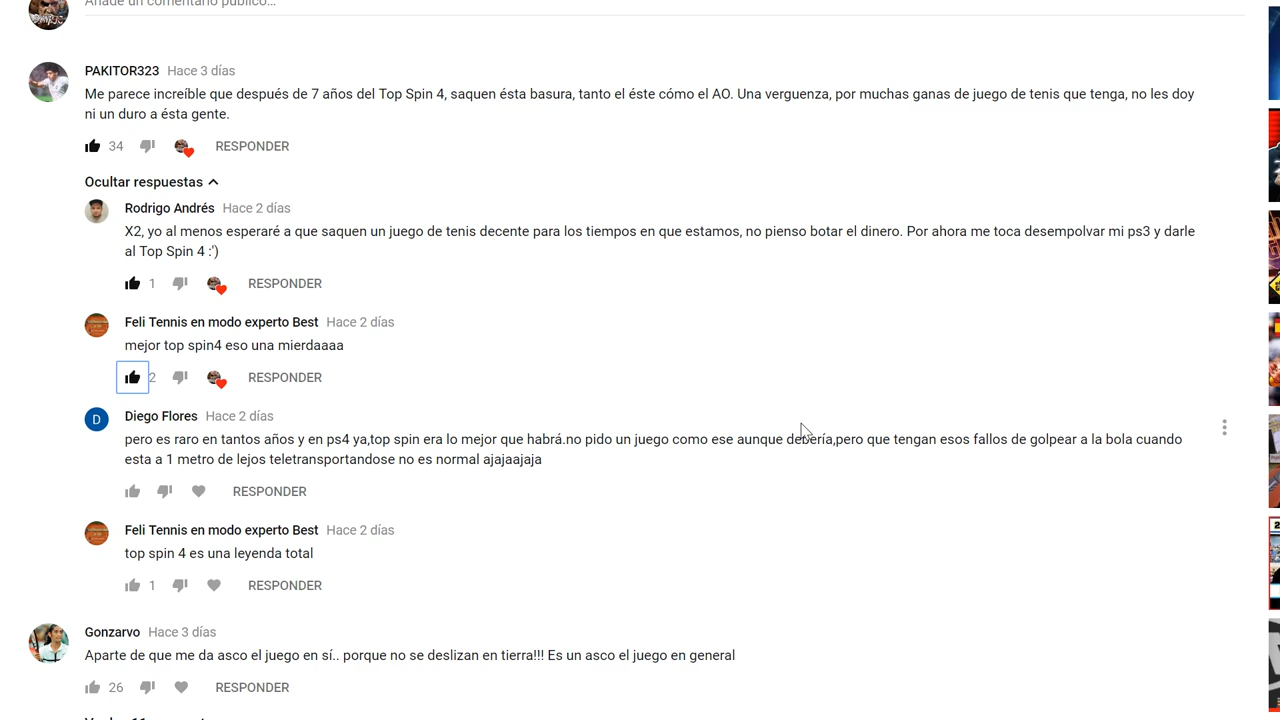 Añade un comentario público...
PAKITOR323 Hace 3 días
Me parece increíble que después de 7 años del Top Spin 4, saquen ésta basura, tanto el éste cómo el AO. Una verguenza, por muchas ganas de juego de tenis que tenga, no les doy
ni un duro a ésta gente.
34 RESPONDER
Ocultar respuestas
Rodrigo Andrés Hace 2 días
X2, yo al menos esperaré a que saquen un juego de tenis decente para los tiempos en que estamos, no pienso botar el dinero. Por ahora me toca desempolvar mi ps3 y darle
al Top Spin 4 :')
1 RESPONDER
Feli Tennis en modo experto Best Hace 2 días
mejor top spin4 eso una mierdaaaa
2 RESPONDER
D
Diego Flores Hace 2 días
pero es raro en tantos años y en ps4 ya,top spin era lo mejor que habrá.no pido un juego como ese aunque debería,pero que tengan esos fallos de golpear a la bola cuando
esta a 1 metro de lejos teletransportandose no es normal ajajaajaja
RESPONDER
Feli Tennis en modo experto Best Hace 2 días
top spin 4 es una leyenda total
1 RESPONDER
Gonzarvo Hace 3 días
Aparte de que me da asco el juego en sí.. porque no se deslizan en tierra!!! Es un asco el juego en general
26 RESPONDER